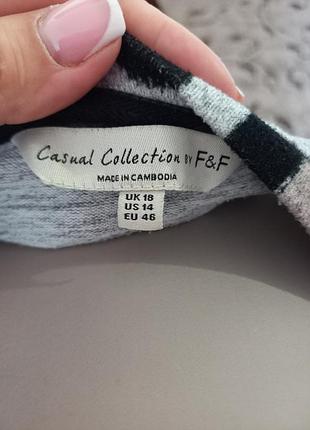 Casual Collection BY F&F
MADE IN CAMBODIA
UK 18
US 14
EU 46